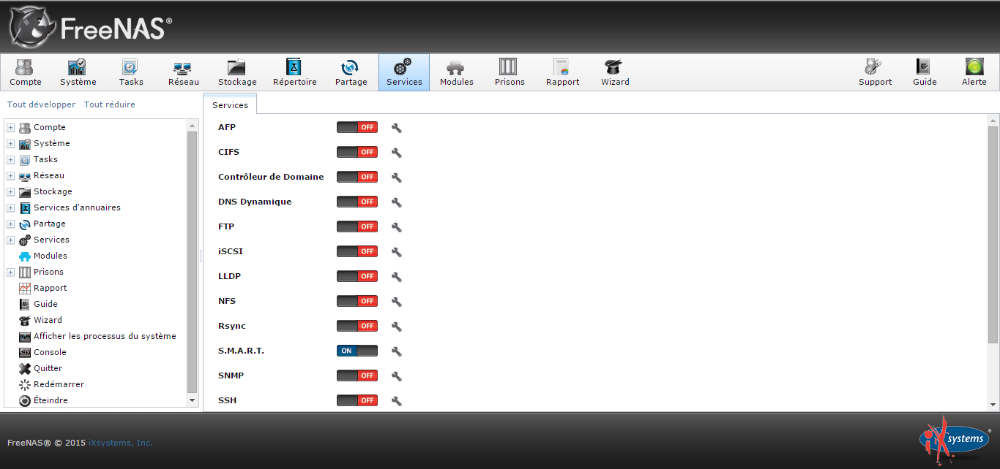 FreeNAS®
Compte Système Tasks Réseau Stockage Répertoire Partage Services Modules Prisons Rapport Wizard Support Guide Alerte
Tout développer Tout réduire
Services
Compte
Système
Tasks
Réseau
Stockage
Services d'annuaires
Partage
Services
Modules
Prisons
Rapport
Guide
Wizard
Afficher les processus du système
Console
Quitter
Redémarrer
Éteindre
AFP OFF
CIFS OFF
Contrôleur de Domaine OFF
DNS Dynamique OFF
FTP OFF
iSCSI OFF
LLDP OFF
NFS OFF
Rsync OFF
S.M.A.R.T. ON
SNMP OFF
SSH OFF
FreeNAS® © 2015 iXsystems, Inc.
iXsystems®